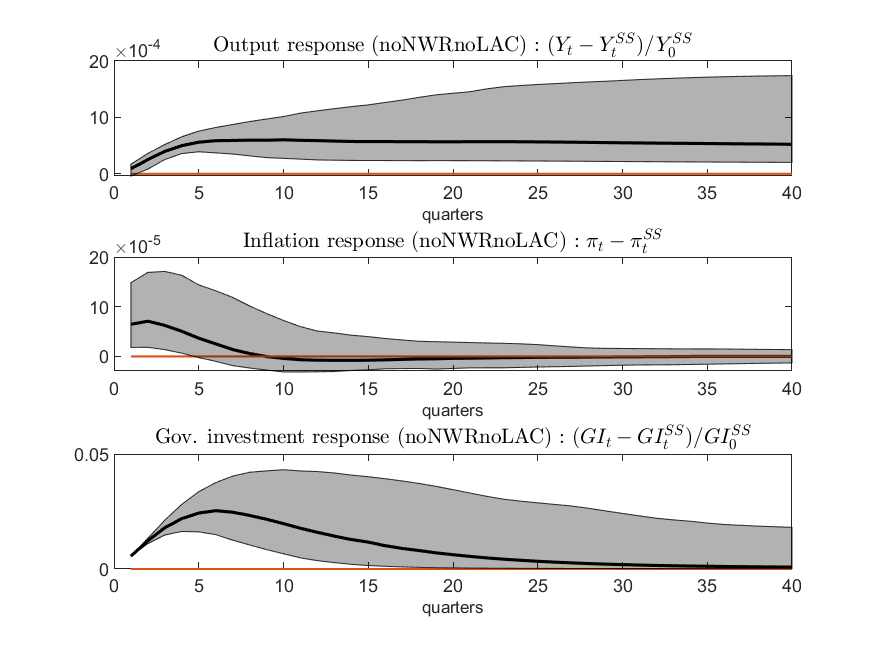 Output response (noNWRnoLAC) : (Y_t − Y_t^{SS})/Y_0^{SS}
×10^{-4}
20
10
0
0 5 10 15 20 25 30 35 40
quarters
Inflation response (noNWRnoLAC) : π_t − π_t^{SS}
×10^{-5}
20
10
0
0 5 10 15 20 25 30 35 40
quarters
Gov. investment response (noNWRnoLAC) : (GI_t − GI_t^{SS})/GI_0^{SS}
0.05
0
0 5 10 15 20 25 30 35 40
quarters